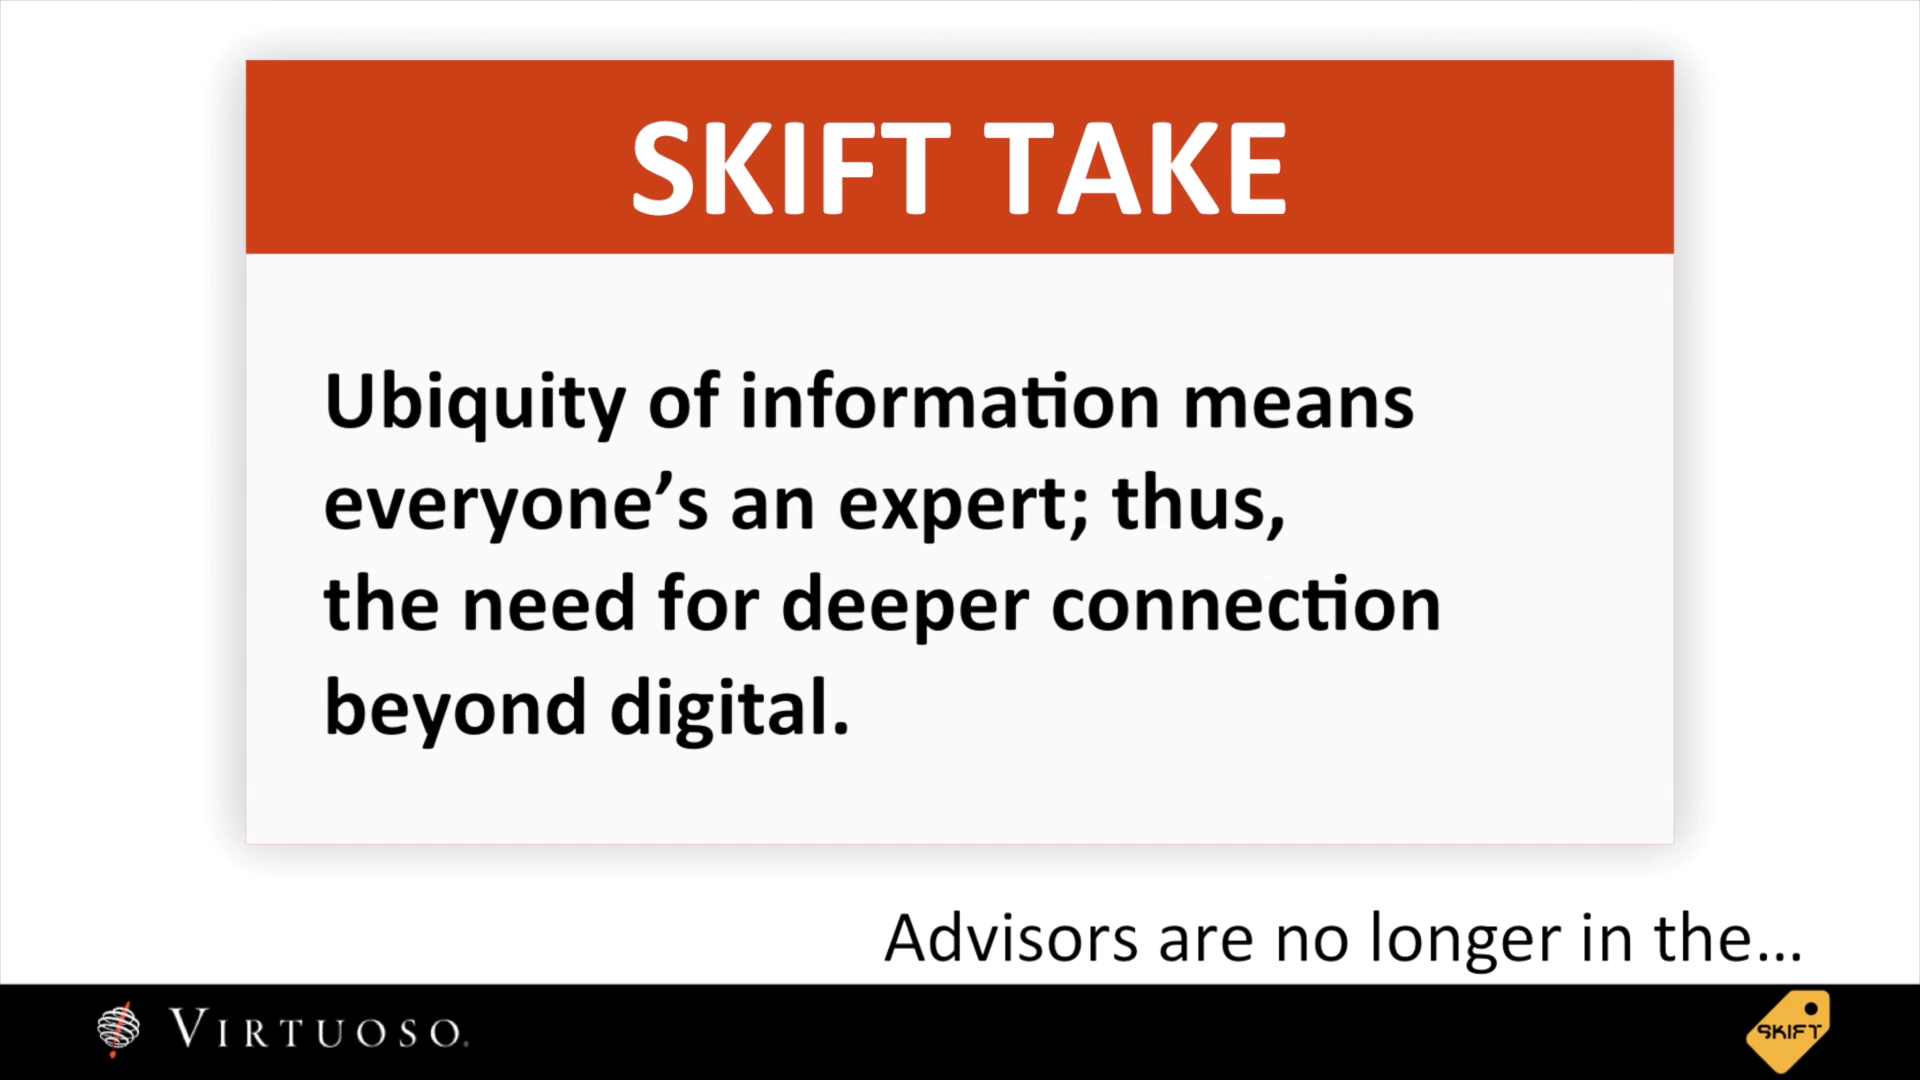 SKIFT TAKE
Ubiquity of information means
everyone’s an expert; thus,
the need for deeper connection
beyond digital.
Advisors are no longer in the...
VIRTUOSO.
SKIFT